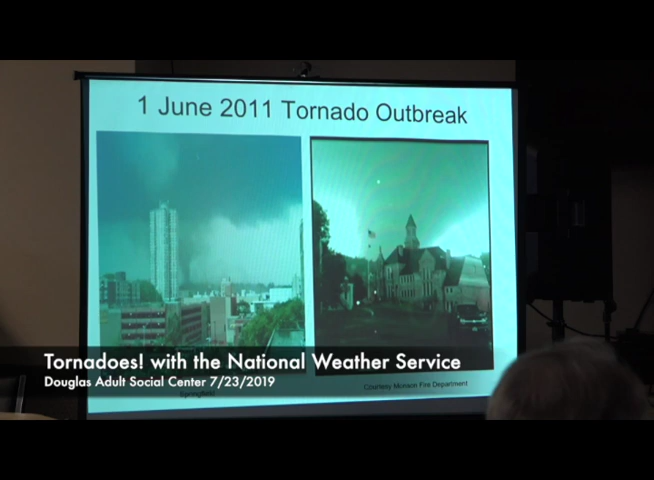 1 June 2011 Tornado Outbreak
Tornadoes! with the National Weather Service
Douglas Adult Social Center 7/23/2019
Springfield
Courtesy Monson Fire Department